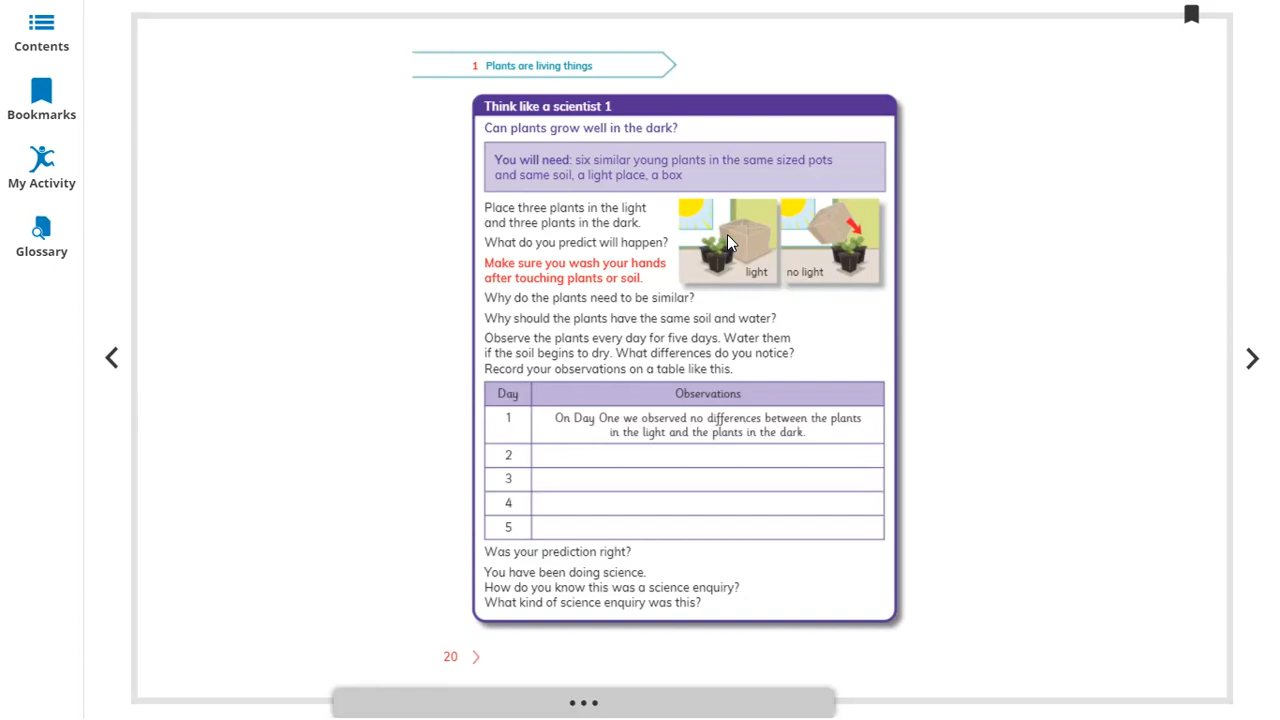 Contents
Bookmarks
My Activity
Glossary
1 Plants are living things
Think like a scientist 1
Can plants grow well in the dark?
You will need: six similar young plants in the same sized pots
and same soil, a light place, a box
Place three plants in the light
and three plants in the dark.
What do you predict will happen?
Make sure you wash your hands
after touching plants or soil.
light
no light
Why do the plants need to be similar?
Why should the plants have the same soil and water?
Observe the plants every day for five days. Water them
if the soil begins to dry. What differences do you notice?
Record your observations on a table like this.
Day Observations
1 On Day One we observed no differences between the plants
in the light and the plants in the dark.
2
3
4
5
Was your prediction right?
You have been doing science.
How do you know this was a science enquiry?
What kind of science enquiry was this?
20